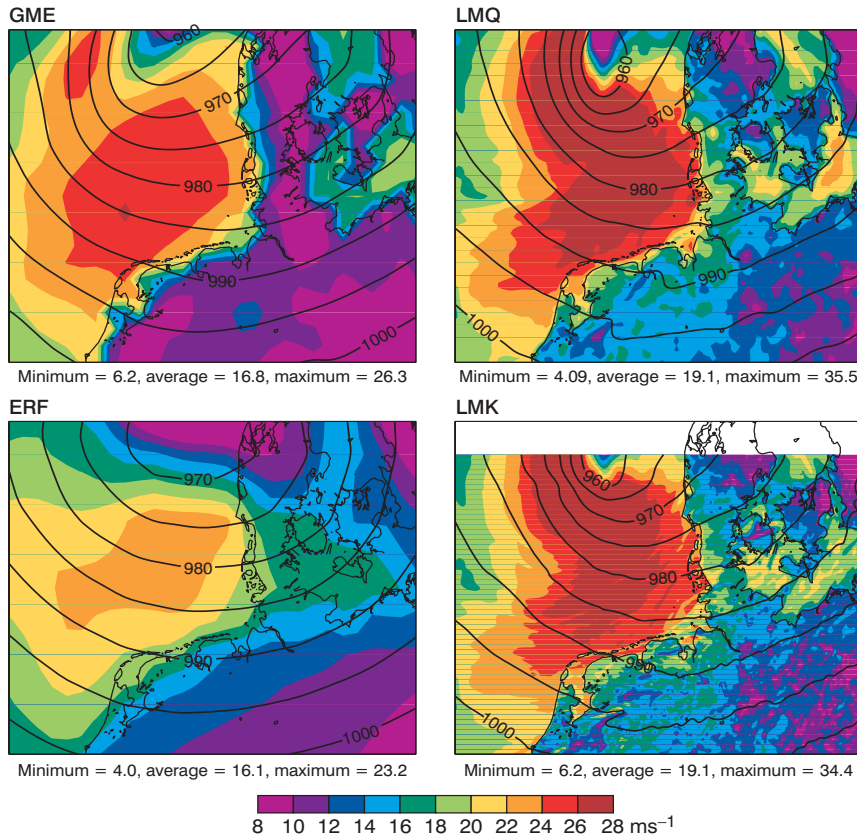 GME
LMQ
960
970
980
990
1000
960
970
980
990
1000
Minimum = 6.2, average = 16.8, maximum = 26.3
Minimum = 4.09, average = 19.1, maximum = 35.5
ERF
LMK
970
980
990
1000
960
970
980
990
1000
Minimum = 4.0, average = 16.1, maximum = 23.2
Minimum = 6.2, average = 19.1, maximum = 34.4
8 10 12 14 16 18 20 22 24 26 28 ms⁻¹